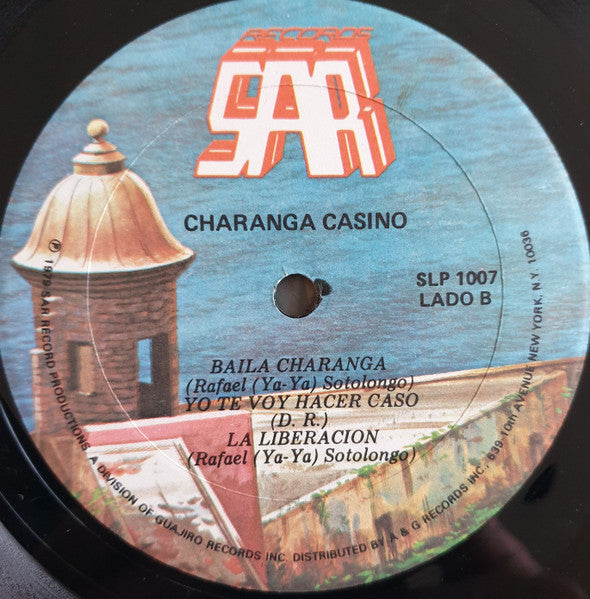 RECORDS
SAR
CHARANGA CASINO
SLP 1007
LADO B
BAILA CHARANGA
(Rafael (Ya-Ya) Sotolongo)
YO TE VOY HACER CASO
(D. R.)
LA LIBERACION
(Rafael (Ya-Ya) Sotolongo)
℗ 1979 SAR RECORD PRODUCTIONS, A DIVISION OF GUAJIRO RECORDS INC. DISTRIBUTED BY A & G RECORDS INC., 639 10th AVENUE NEW YORK, N.Y. 10036